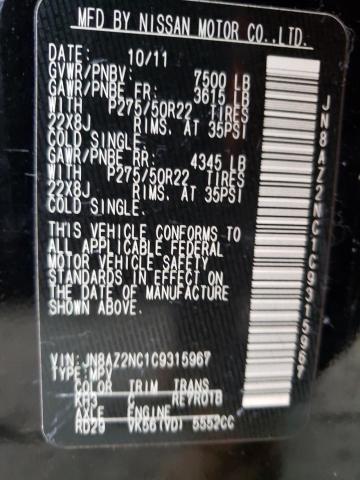 MFD BY NISSAN MOTOR CO.,LTD.
DATE: 10/11
GVWR/PNBV: 7500 LB
GAWR/PNBE FR: 3615 LB
WITH P275/50R22 TIRES
22X8J RIMS, AT 35PSI
COLD SINGLE.
GAWR/PNBE RR: 4345 LB
WITH P275/50R22 TIRES
22X8J RIMS, AT 35PSI
COLD SINGLE.
THIS VEHICLE CONFORMS TO
ALL APPLICABLE FEDERAL
MOTOR VEHICLE SAFETY
STANDARDS IN EFFECT ON
THE DATE OF MANUFACTURE
SHOWN ABOVE.
VIN:JN8AZ2NC1C9315967
TYPE:MPV
COLOR TRIM TRANS
KH3 C RE7R01B
AXLE ENGINE
RD29 VK56(VD) 5552CC
JN8AZ2NC1C9315967